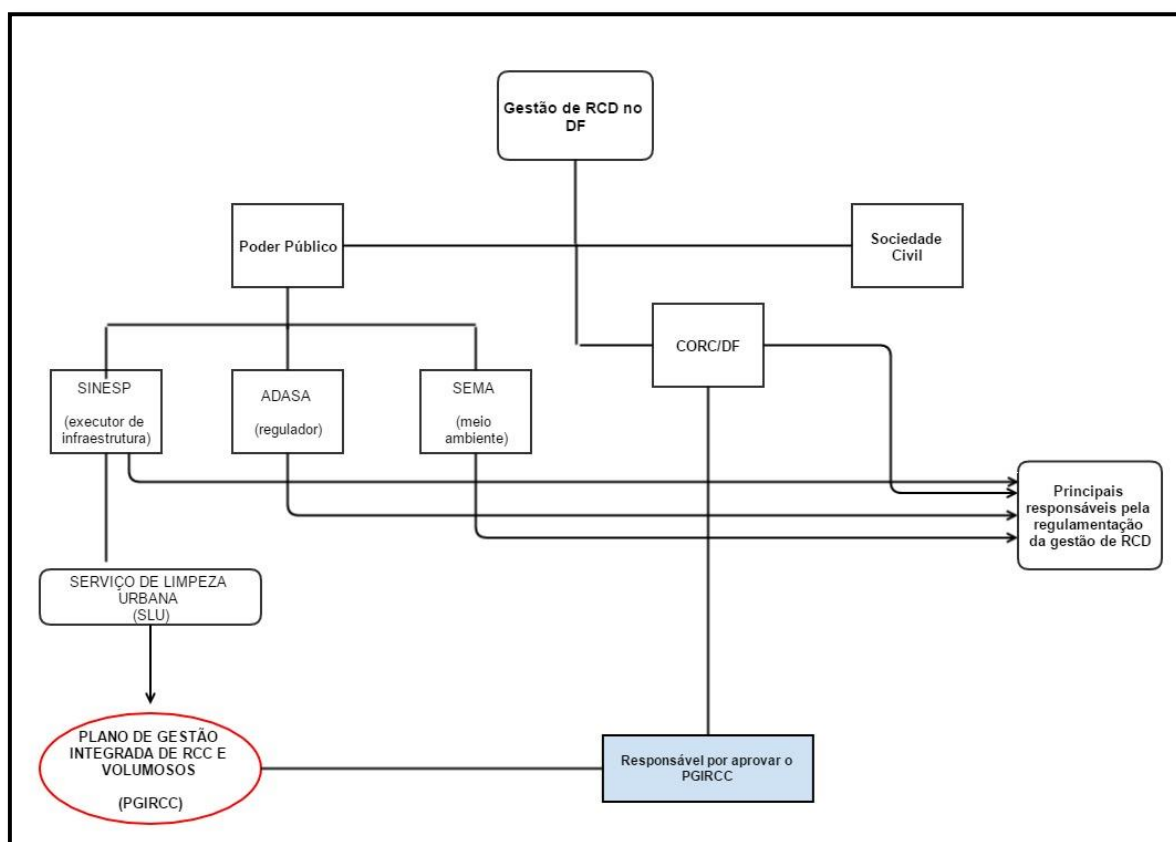 Gestão de RCD no
DF
Poder Público
Sociedade
Civil
CORC/DF
SINESP
(executor de
infraestrutura)
ADASA
(regulador)
SEMA
(meio
ambiente)
Principais
responsáveis pela
regulamentação
da gestão de RCD
SERVIÇO DE LIMPEZA
URBANA
(SLU)
PLANO DE GESTÃO
INTEGRADA DE RCC E
VOLUMOSOS
(PGIRCC)
Responsável por aprovar o
PGIRCC